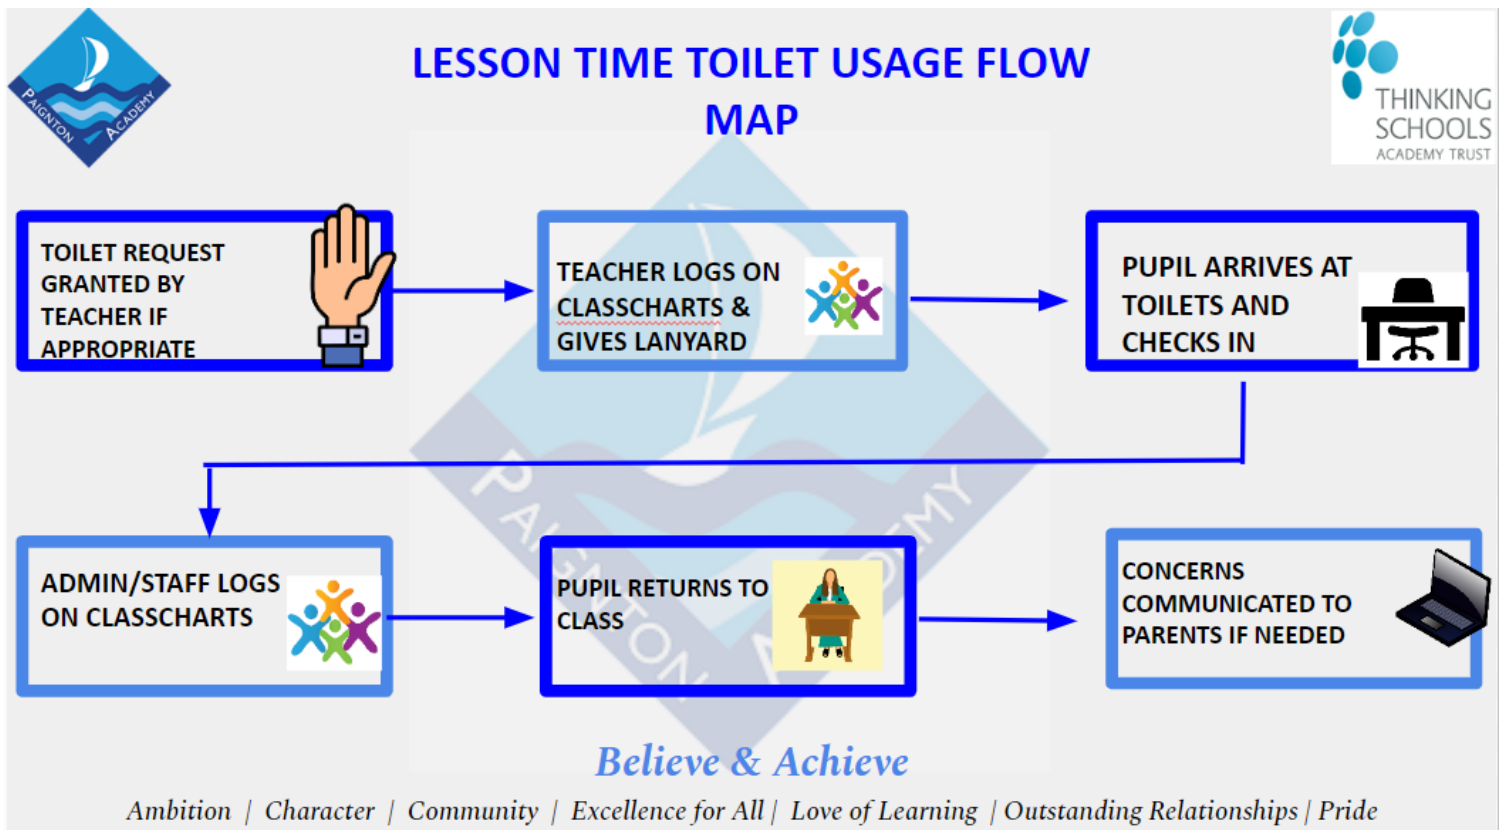 PAIGNTON ACADEMY
LESSON TIME TOILET USAGE FLOW
MAP
THINKING
SCHOOLS
ACADEMY TRUST
TOILET REQUEST
GRANTED BY
TEACHER IF
APPROPRIATE
TEACHER LOGS ON
CLASSCHARTS &
GIVES LANYARD
PUPIL ARRIVES AT
TOILETS AND
CHECKS IN
ADMIN/STAFF LOGS
ON CLASSCHARTS
PUPIL RETURNS TO
CLASS
CONCERNS
COMMUNICATED TO
PARENTS IF NEEDED
PAIGNTON ACADEMY
Believe & Achieve
Ambition | Character | Community | Excellence for All | Love of Learning | Outstanding Relationships | Pride